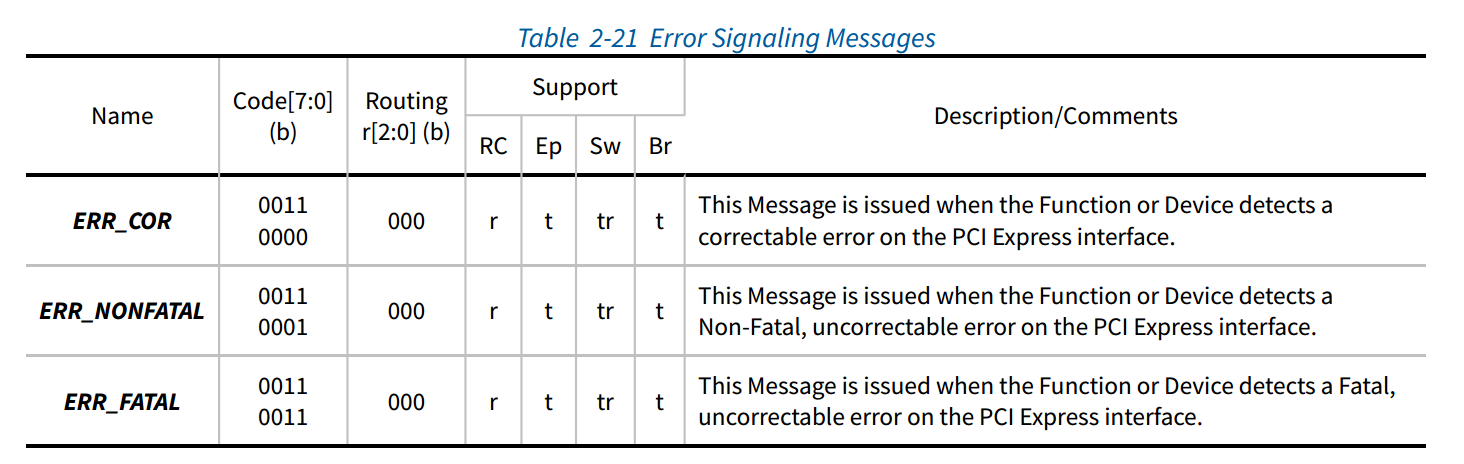 Table 2-21 Error Signaling Messages
Name
Code[7:0]
(b)
Routing
r[2:0] (b)
Support
RC
Ep
Sw
Br
Description/Comments
ERR_COR
0011
0000
000
r
t
tr
t
This Message is issued when the Function or Device detects a
correctable error on the PCI Express interface.
ERR_NONFATAL
0011
0001
000
r
t
tr
t
This Message is issued when the Function or Device detects a
Non-Fatal, uncorrectable error on the PCI Express interface.
ERR_FATAL
0011
0011
000
r
t
tr
t
This Message is issued when the Function or Device detects a Fatal,
uncorrectable error on the PCI Express interface.